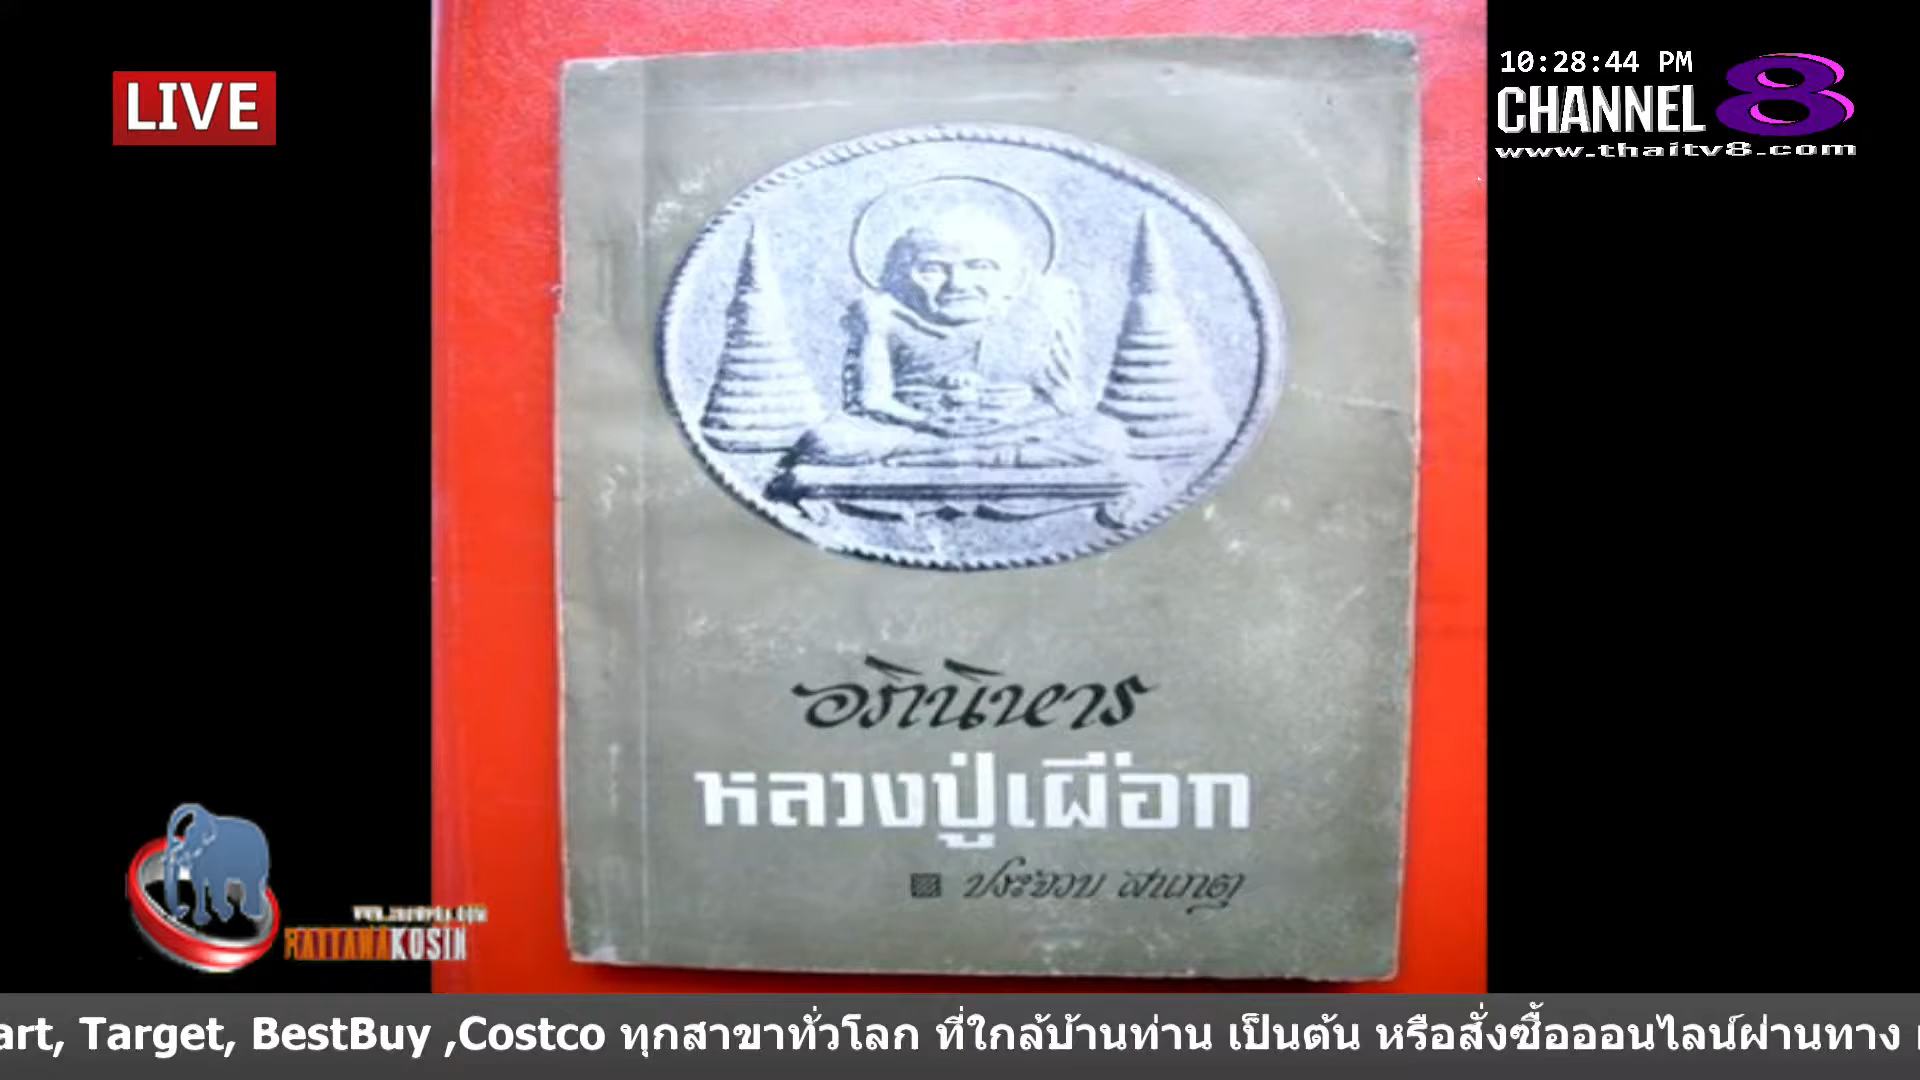 LIVE
10:28:44 PM
CHANNEL 8
www.thaitv8.com
อภินิหาร
หลวงปู่เผือก
ประจวบ
RATTANAKOSIN
art, Target, BestBuy ,Costco ทุกสาขาทั่วโลก ที่ใกล้บ้านท่าน เป็นต้น หรือสั่งซื้อออนไลน์ผ่านทาง